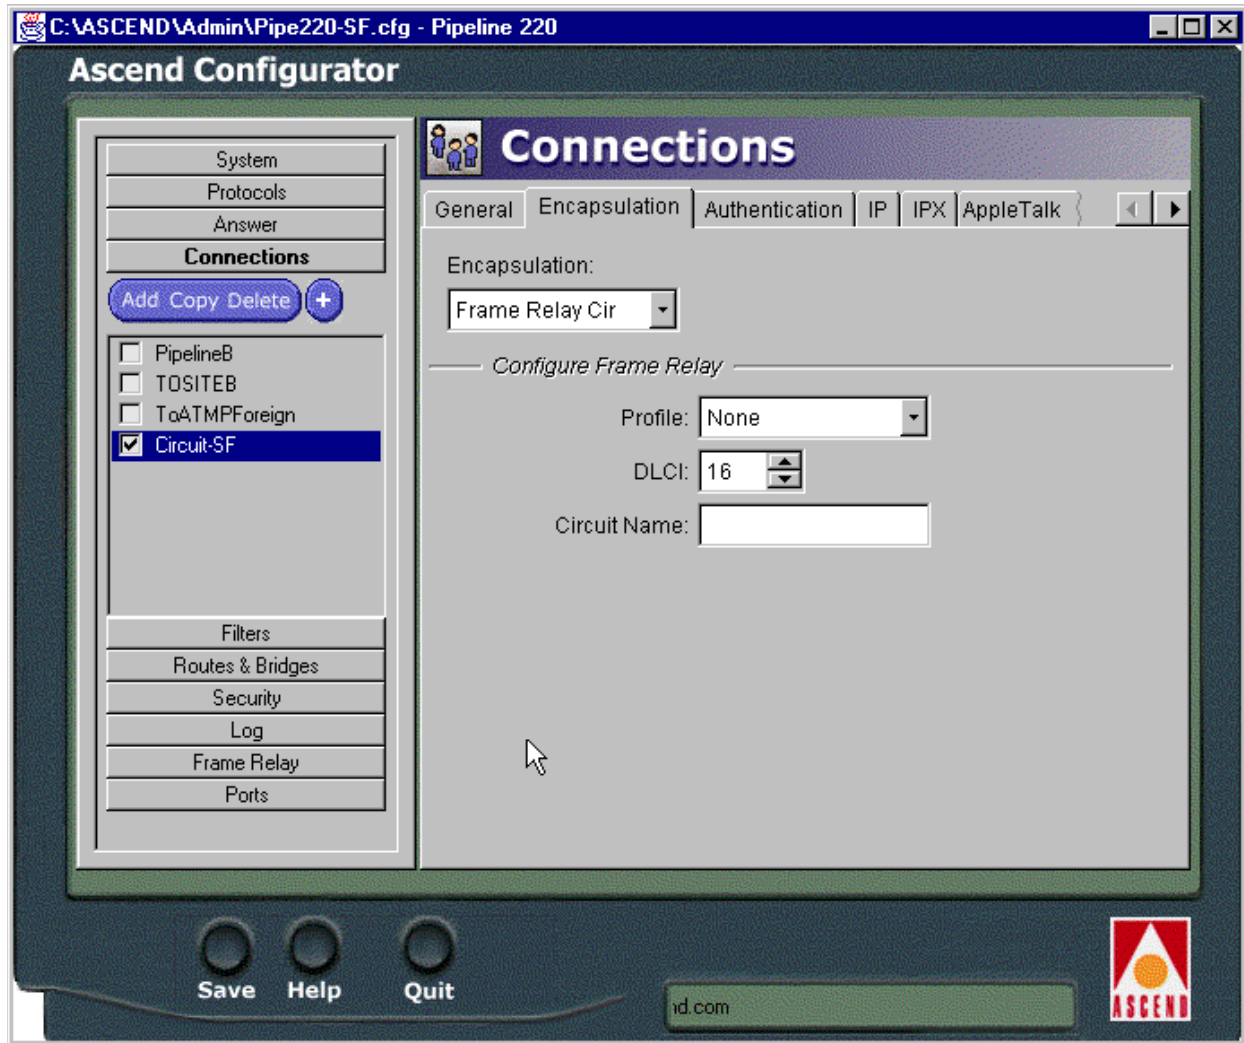 C:\ASCEND\Admin\Pipe220-SF.cfg - Pipeline 220
Ascend Configurator
System
Protocols
Answer
Connections
Add Copy Delete +
PipelineB
TOSITEB
ToATMPForeign
Circuit-SF
Filters
Routes & Bridges
Security
Log
Frame Relay
Ports
Connections
General Encapsulation Authentication IP IPX AppleTalk
Encapsulation:
Frame Relay Cir
Configure Frame Relay
Profile: None
DLCI: 16
Circuit Name:
Save Help Quit
nd.com
ASCEND